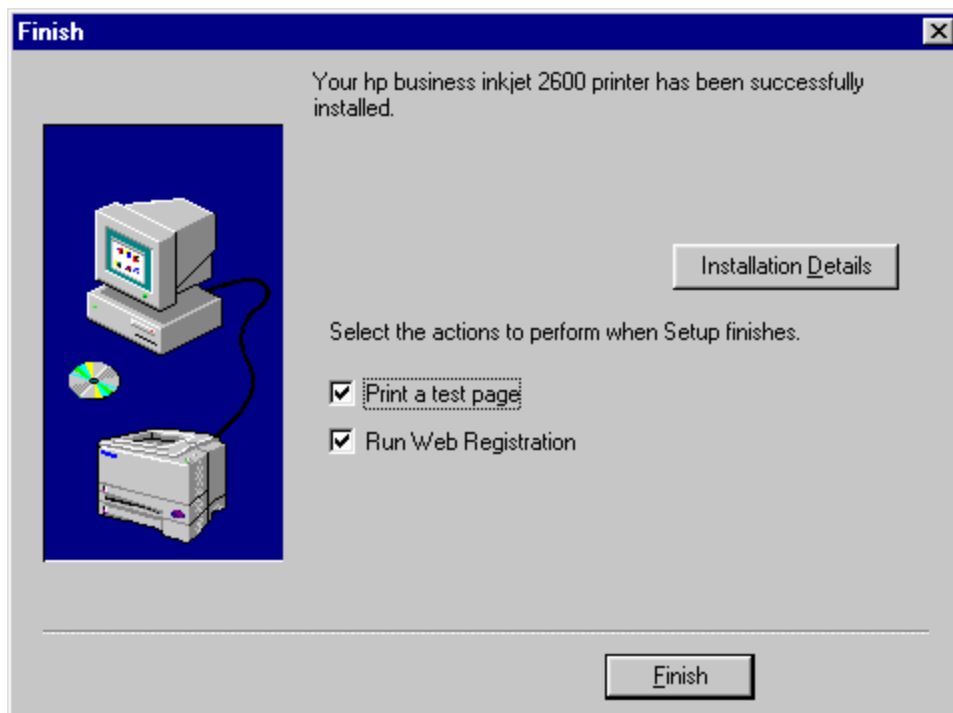 Finish
Your hp business inkjet 2600 printer has been successfully
installed.
Installation Details
Select the actions to perform when Setup finishes.
Print a test page
Run Web Registration
Finish